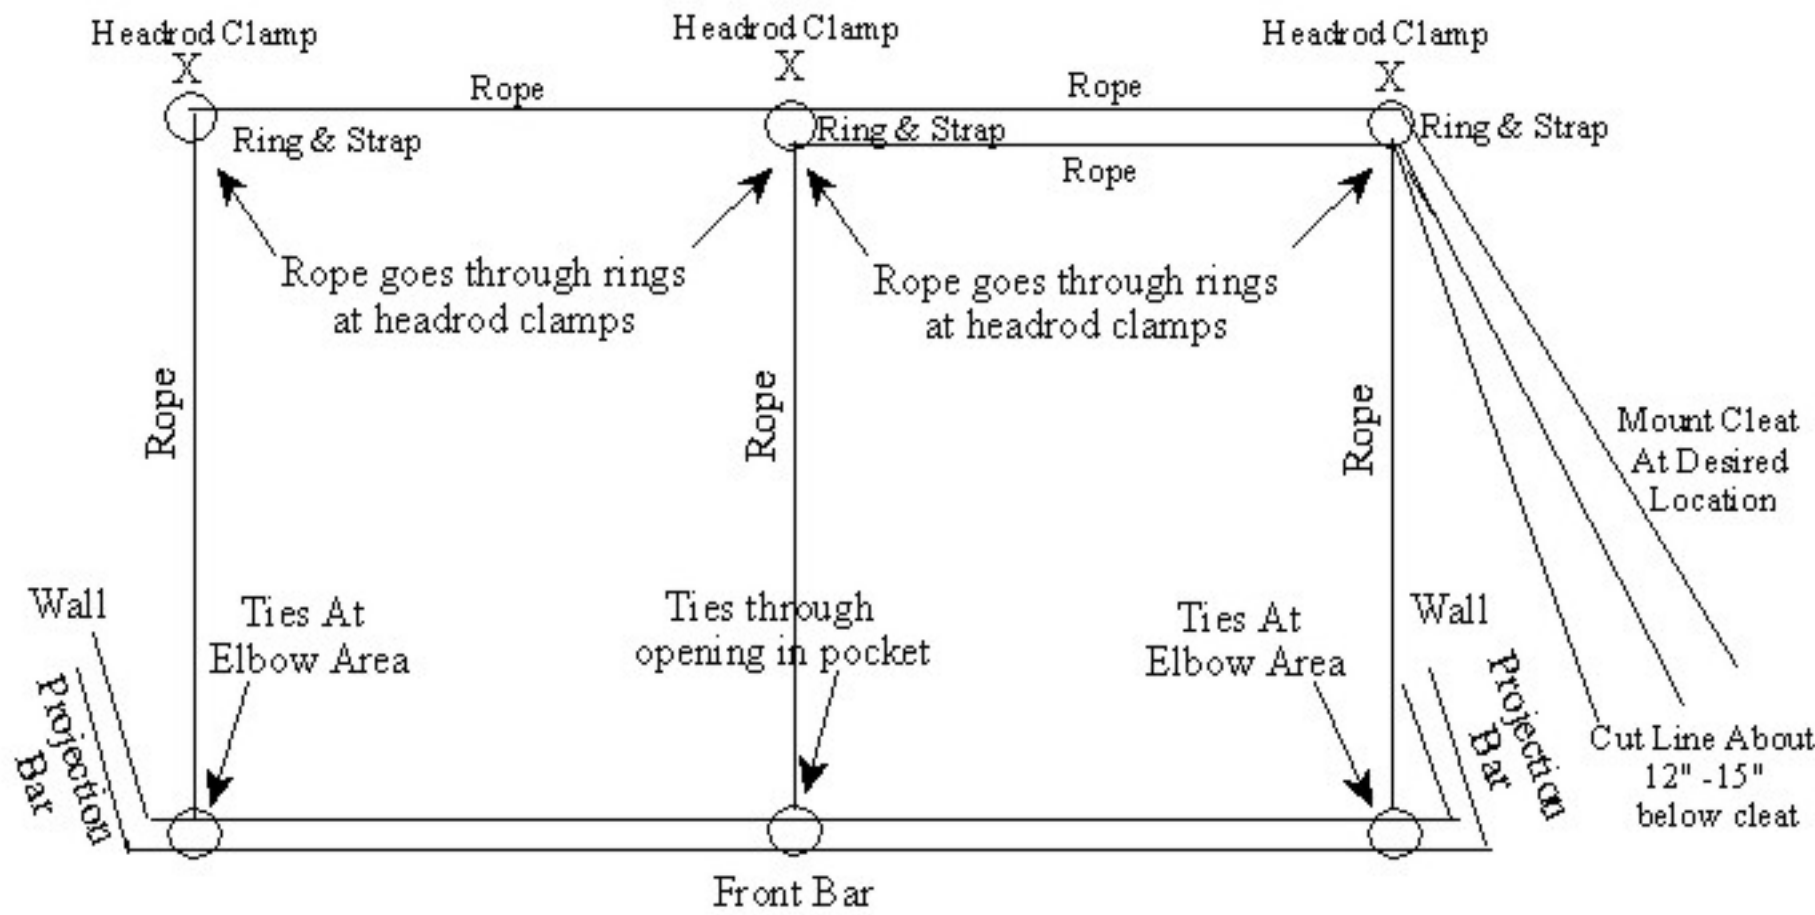 Headrod Clamp
Headrod Clamp
Headrod Clamp
X
X
X
Rope
Rope
Ring & Strap
Ring & Strap
Ring & Strap
Rope
Rope goes through rings
at headrod clamps
Rope goes through rings
at headrod clamps
Rope
Rope
Rope
Mount Cleat
At Desired
Location
Wall
Ties At
Elbow Area
Ties through
opening in pocket
Ties At
Elbow Area
Wall
Projection
Bar
Projection
Bar
Cut Line About
12" -15"
below cleat
Front Bar